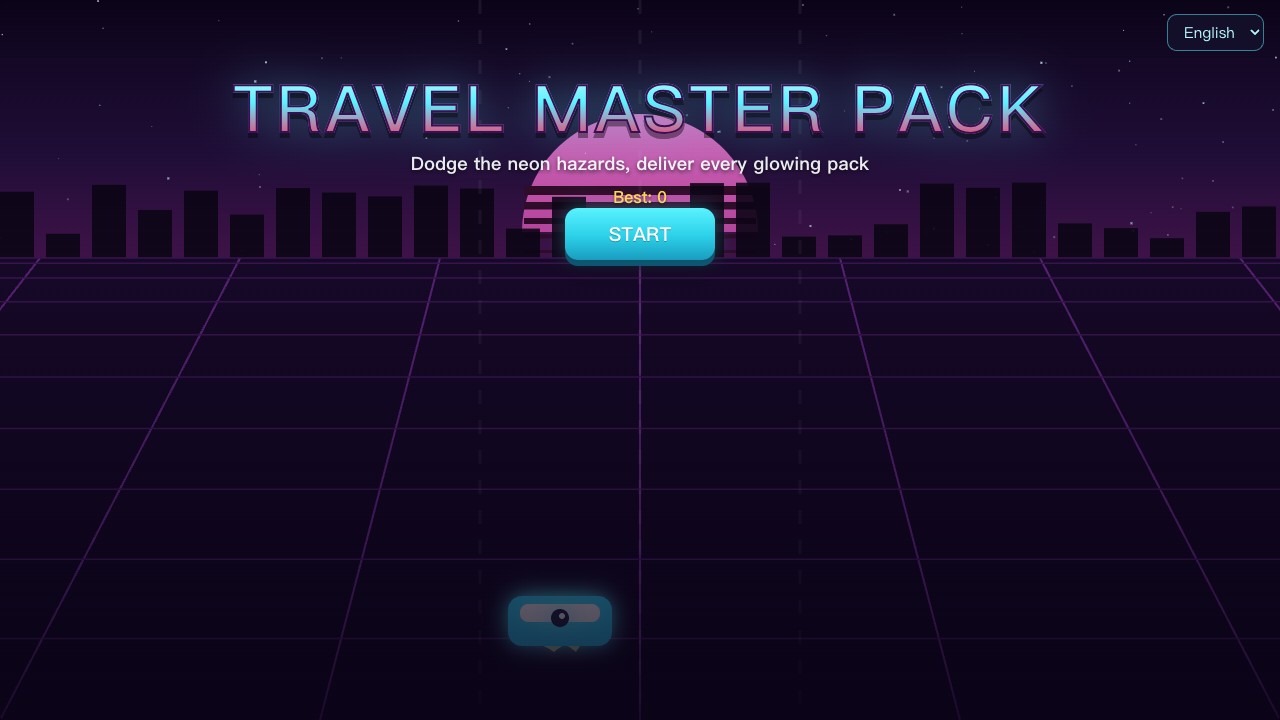 English
TRAVEL MASTER PACK
Dodge the neon hazards, deliver every glowing pack
Best: 0
START